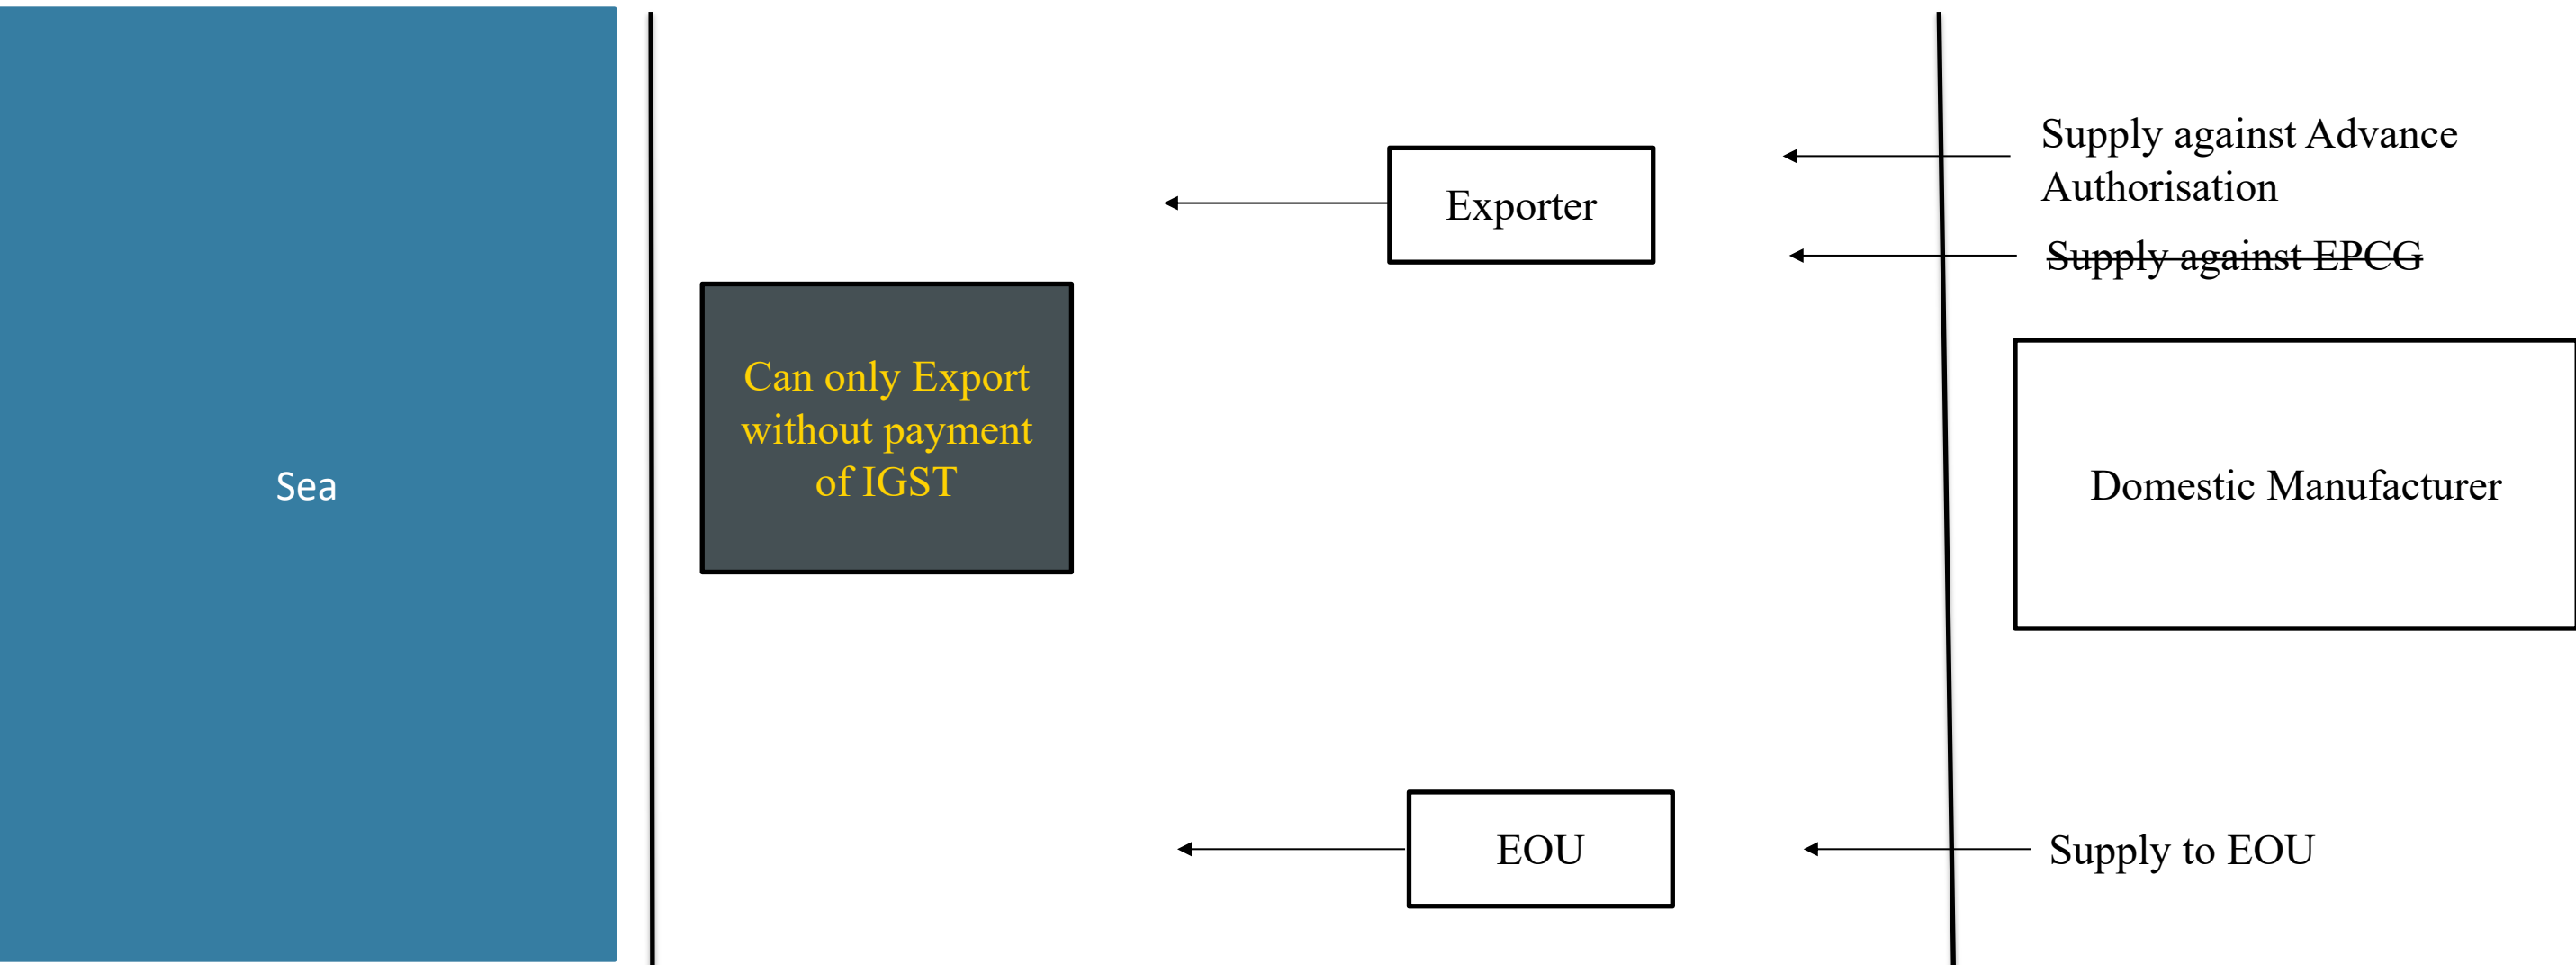 Sea
Can only Export
without payment
of IGST
Exporter
EOU
Supply against Advance
Authorisation
Supply against EPCG
Domestic Manufacturer
Supply to EOU